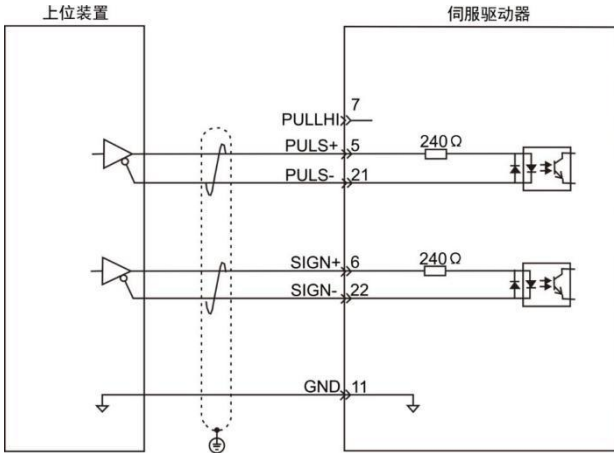 上位装置
伺服驱动器
7
PULLHI
PULS+ 5
240Ω
PULS- 21
SIGN+ 6
240Ω
SIGN- 22
GND 11